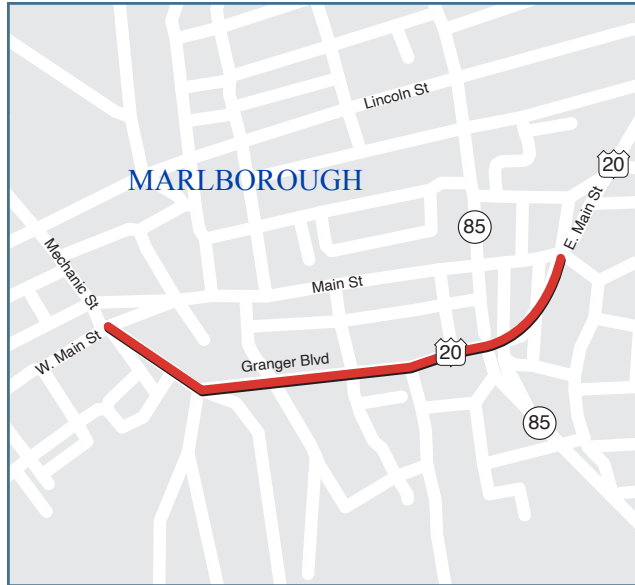 Lincoln St
20
MARLBOROUGH
E. Main St
85
Mechanic St
Main St
W. Main St
20
Granger Blvd
85